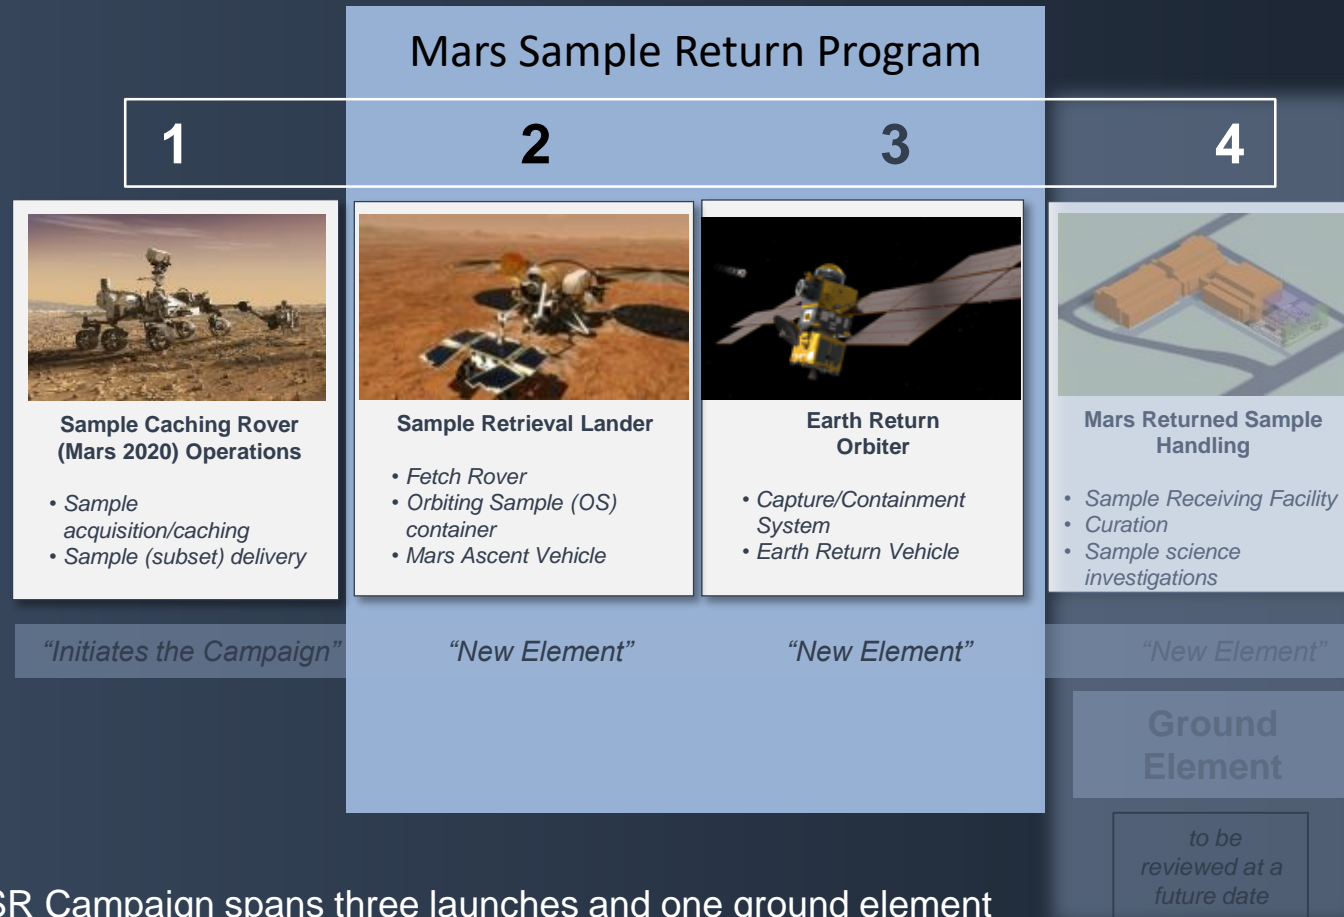 Mars Sample Return Program
1 2 3 4
Sample Caching Rover
(Mars 2020) Operations
• Sample
acquisition/caching
• Sample (subset) delivery
Sample Retrieval Lander
• Fetch Rover
• Orbiting Sample (OS)
container
• Mars Ascent Vehicle
Earth Return
Orbiter
• Capture/Containment
System
• Earth Return Vehicle
Mars Returned Sample
Handling
• Sample Receiving Facility
• Curation
• Sample science
investigations
“Initiates the Campaign”
“New Element”
“New Element”
“New Element”
Ground
Element
to be
reviewed at a
future date
SR Campaign spans three launches and one ground element